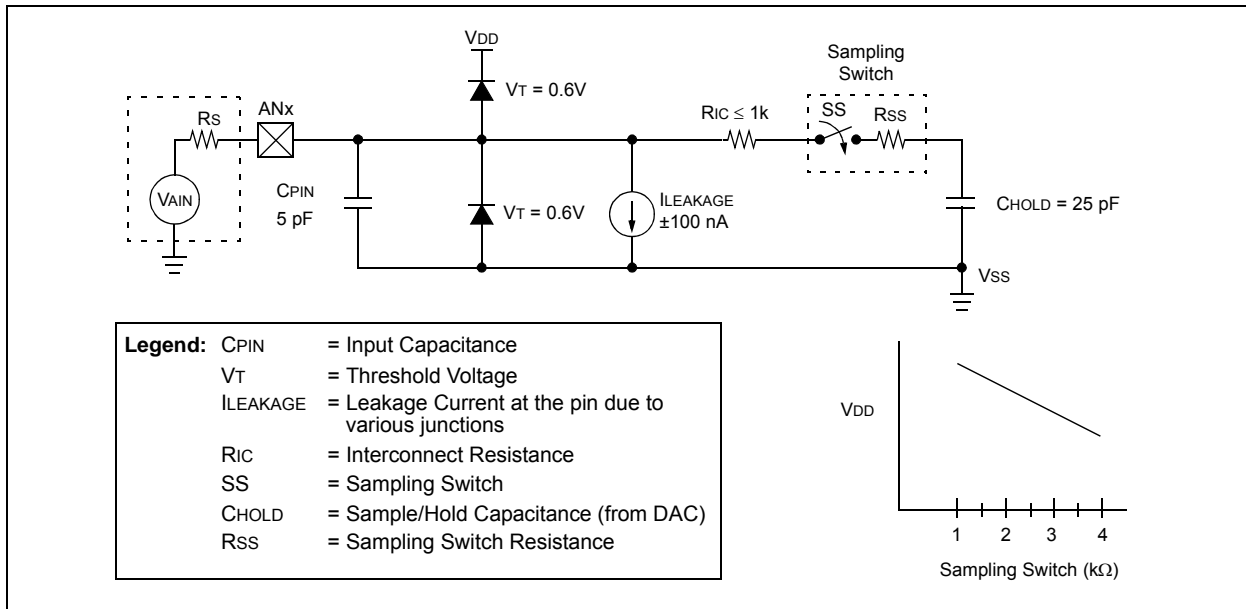 VDD
Sampling
Switch
VT = 0.6V
ANx
RS
RIC ≤ 1k
SS
RSS
VAIN
CPIN
5 pF
VT = 0.6V
ILEAKAGE
±100 nA
CHOLD = 25 pF
VSS
Legend: CPIN = Input Capacitance
VT = Threshold Voltage
ILEAKAGE = Leakage Current at the pin due to
various junctions
RIC = Interconnect Resistance
SS = Sampling Switch
CHOLD = Sample/Hold Capacitance (from DAC)
RSS = Sampling Switch Resistance
VDD
1 2 3 4
Sampling Switch (kΩ)